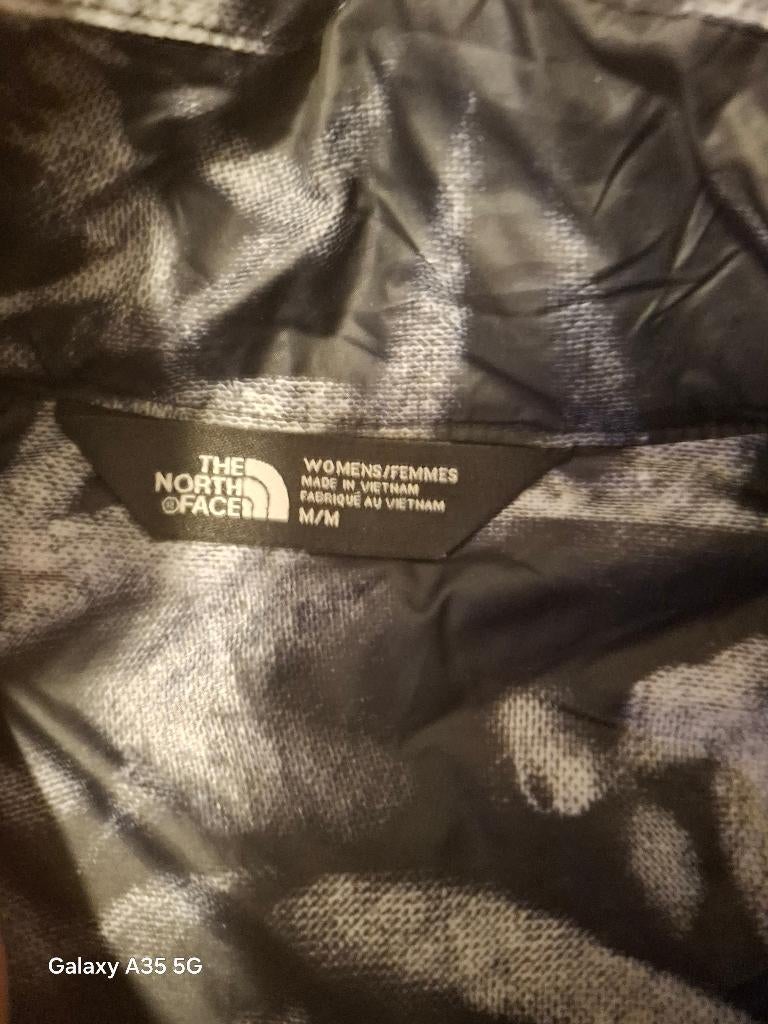 THE
NORTH
®FACE
WOMENS/FEMMES
MADE IN VIETNAM
FABRIQUÉ AU VIETNAM
M/M
Galaxy A35 5G